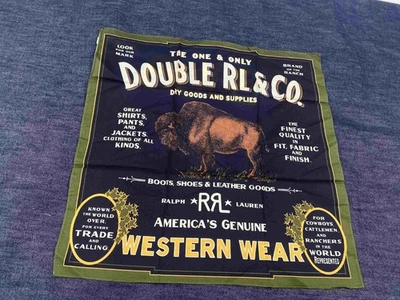 LOOK
FOR OUR
MARK
THE ONE & ONLY
BRAND
OF THE
RANCH
DOUBLE RL & CO.
DIY GOODS AND SUPPLIES
GREAT
SHIRTS,
PANTS,
AND
JACKETS.
CLOTHING OF ALL
KINDS.
THE
FINEST
QUALITY
IN
FIT, FABRIC
AND
FINISH.
BOOTS, SHOES & LEATHER GOODS
RALPH RRL LAUREN
AMERICA'S GENUINE
WESTERN WEAR
KNOWN
THE WORLD
OVER.
FOR EVERY
TRADE
AND
CALLING
FOR COWBOYS
CATTLEMEN
AND
RANCHERS
IN THE
WORLD
REPRESENTED